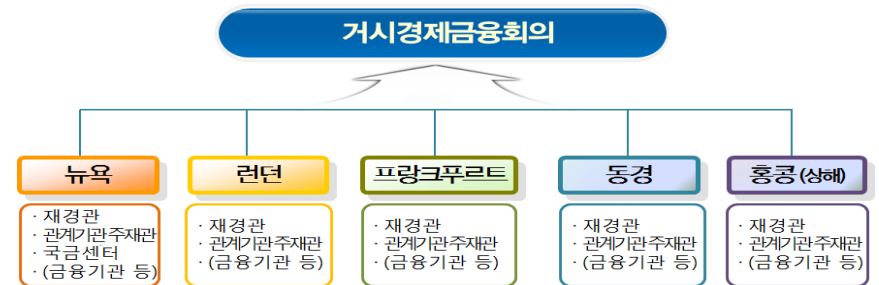 거시경제금융회의
뉴욕
· 재경관
· 관계기관주재관
· 국금센터
· (금융기관 등)
런던
· 재경관
· 관계기관주재관
· (금융기관 등)
프랑크푸르트
· 재경관
· 관계기관주재관
· (금융기관 등)
동경
· 재경관
· 관계기관주재관
· (금융기관 등)
홍콩 (상해)
· 재경관
· 관계기관주재관
· (금융기관 등)